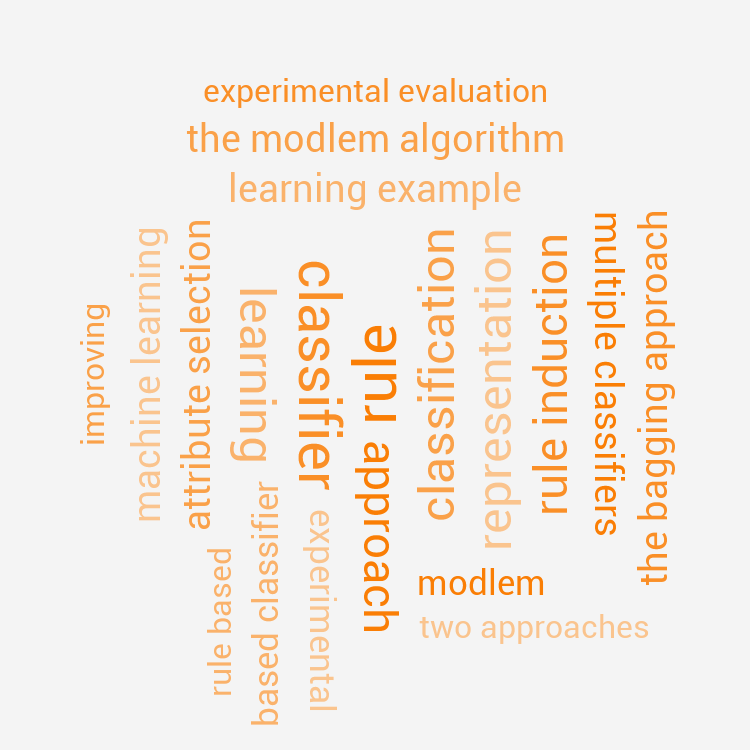 experimental evaluation
the modlem algorithm
learning example
improving
machine learning
attribute selection
learning
classifier
rule
classification
representation
rule induction
multiple classifiers
the bagging approach
rule based
based classifier
experimental
approach
modlem
two approaches